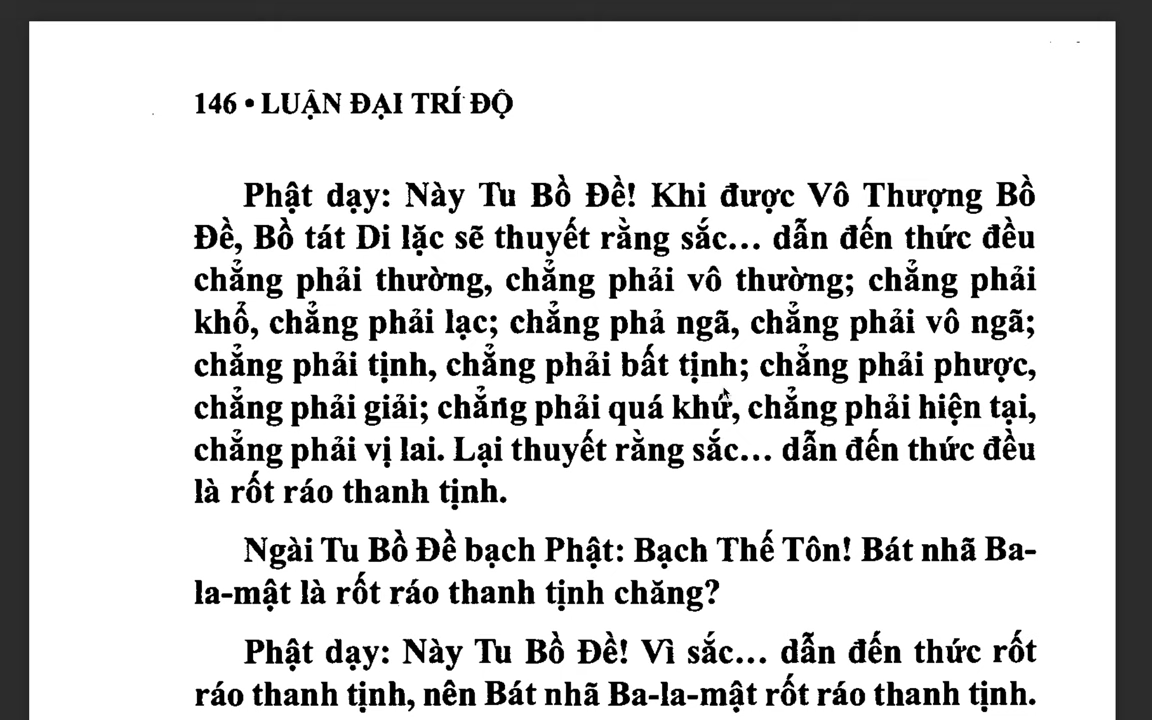 146 • LUẬN ĐẠI TRÍ ĐỘ
Phật dạy: Này Tu Bồ Đề! Khi được Vô Thượng Bồ
Đề, Bồ tát Di lặc sẽ thuyết rằng sắc... dẫn đến thức đều
chẳng phải thường, chẳng phải vô thường; chẳng phải
khổ, chẳng phải lạc; chẳng phả ngã, chẳng phải vô ngã;
chẳng phải tịnh, chẳng phải bất tịnh; chẳng phải phược,
chẳng phải giải; chẳng phải quá khứ, chẳng phải hiện tại,
chẳng phải vị lai. Lại thuyết rằng sắc... dẫn đến thức đều
là rốt ráo thanh tịnh.
Ngài Tu Bồ Đề bạch Phật: Bạch Thế Tôn! Bát nhã Ba-
la-mật là rốt ráo thanh tịnh chăng?
Phật dạy: Này Tu Bồ Đề! Vì sắc... dẫn đến thức rốt
ráo thanh tịnh, nên Bát nhã Ba-la-mật rốt ráo thanh tịnh.